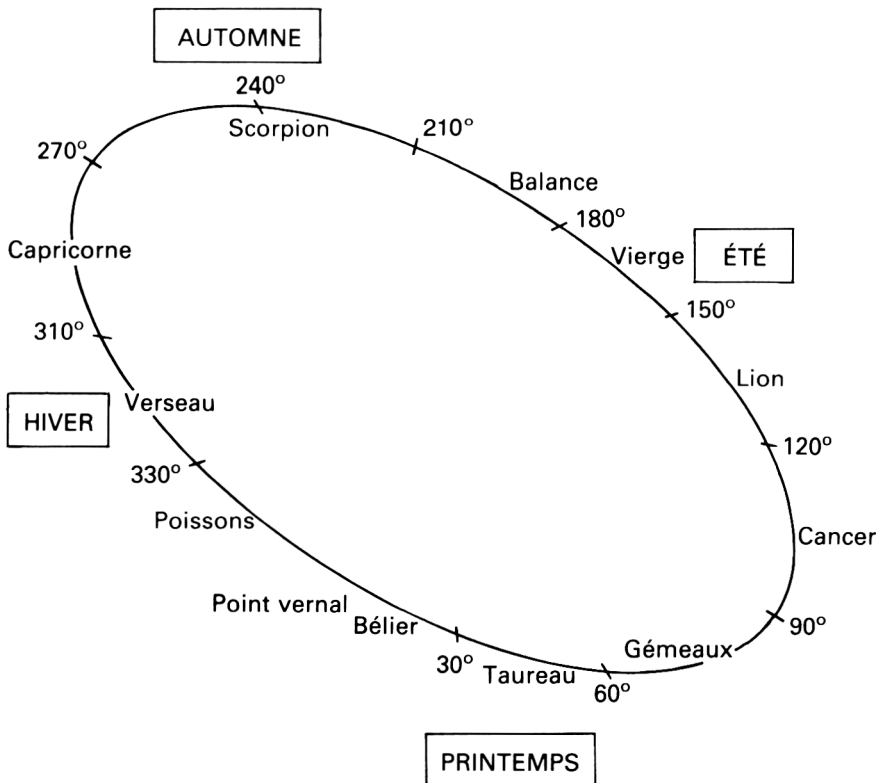 AUTOMNE
240°
Scorpion
210°
270°
Balance
180°
Vierge
ÉTÉ
Capricorne
150°
310°
Lion
Verseau
HIVER
120°
330°
Poissons
Cancer
Point vernal
Bélier
90°
30°
Gémeaux
Taureau
60°
PRINTEMPS